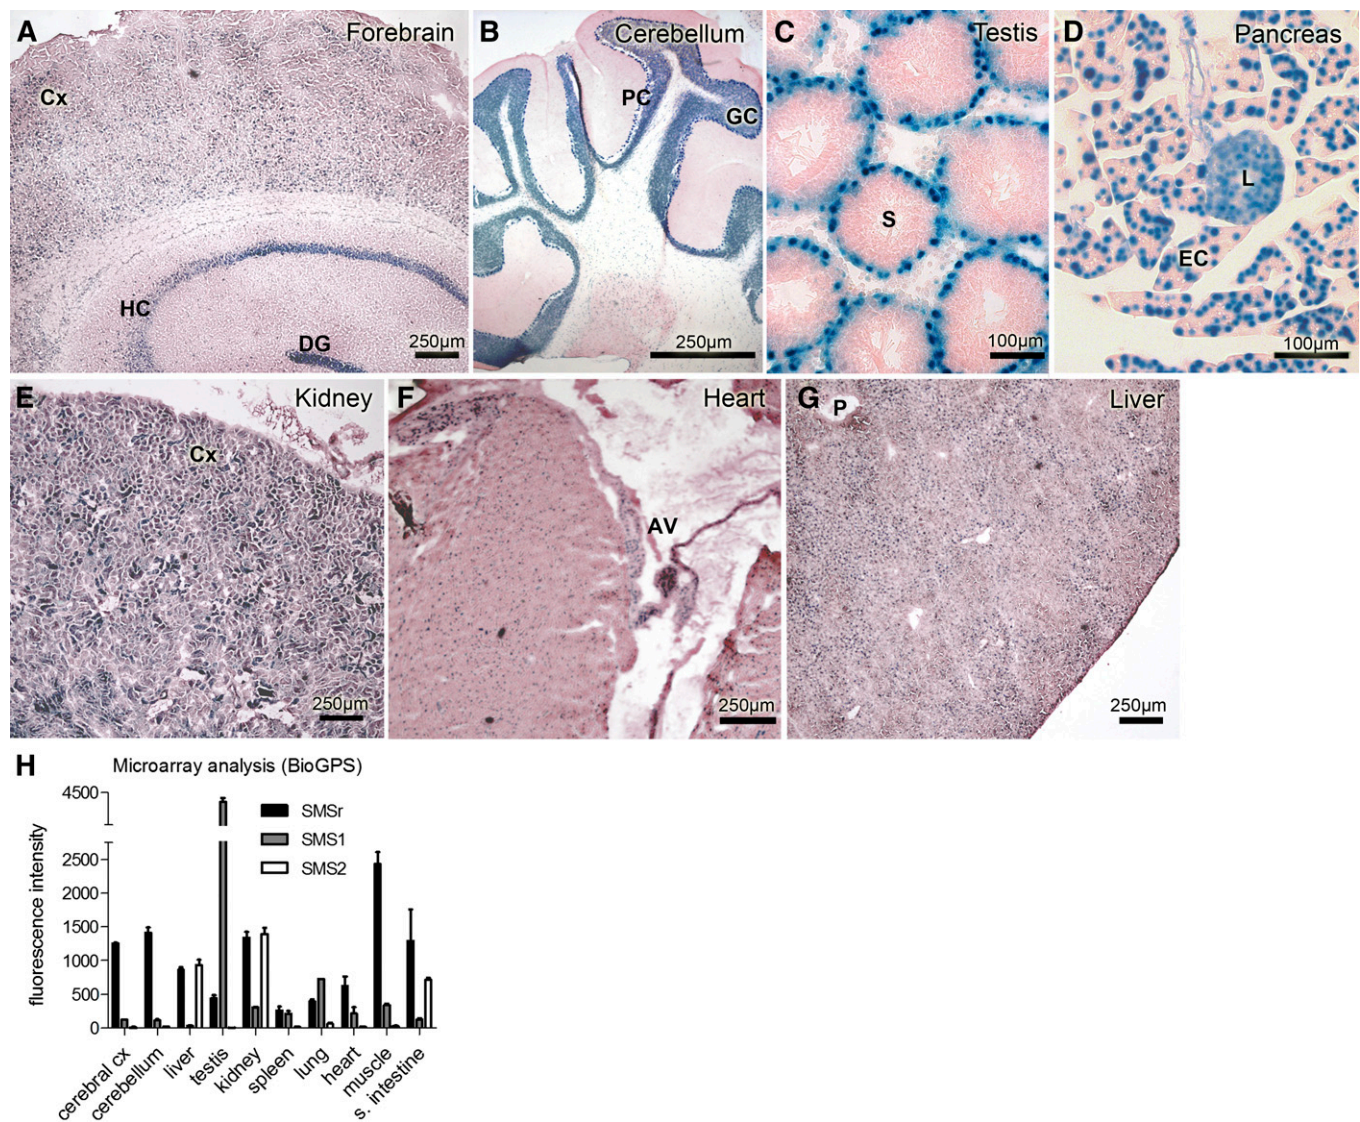 A Forebrain
Cx
HC
DG
250µm
B Cerebellum
PC
GC
250µm
C Testis
S
100µm
D Pancreas
L
EC
100µm
E Kidney
Cx
250µm
F Heart
AV
250µm
G Liver
P
250µm
H Microarray analysis (BioGPS)
fluorescence intensity
4500
2500
2000
1500
1000
500
0
SMSr
SMS1
SMS2
cerebral cx
cerebellum
liver
testis
kidney
spleen
lung
heart
muscle
s. intestine